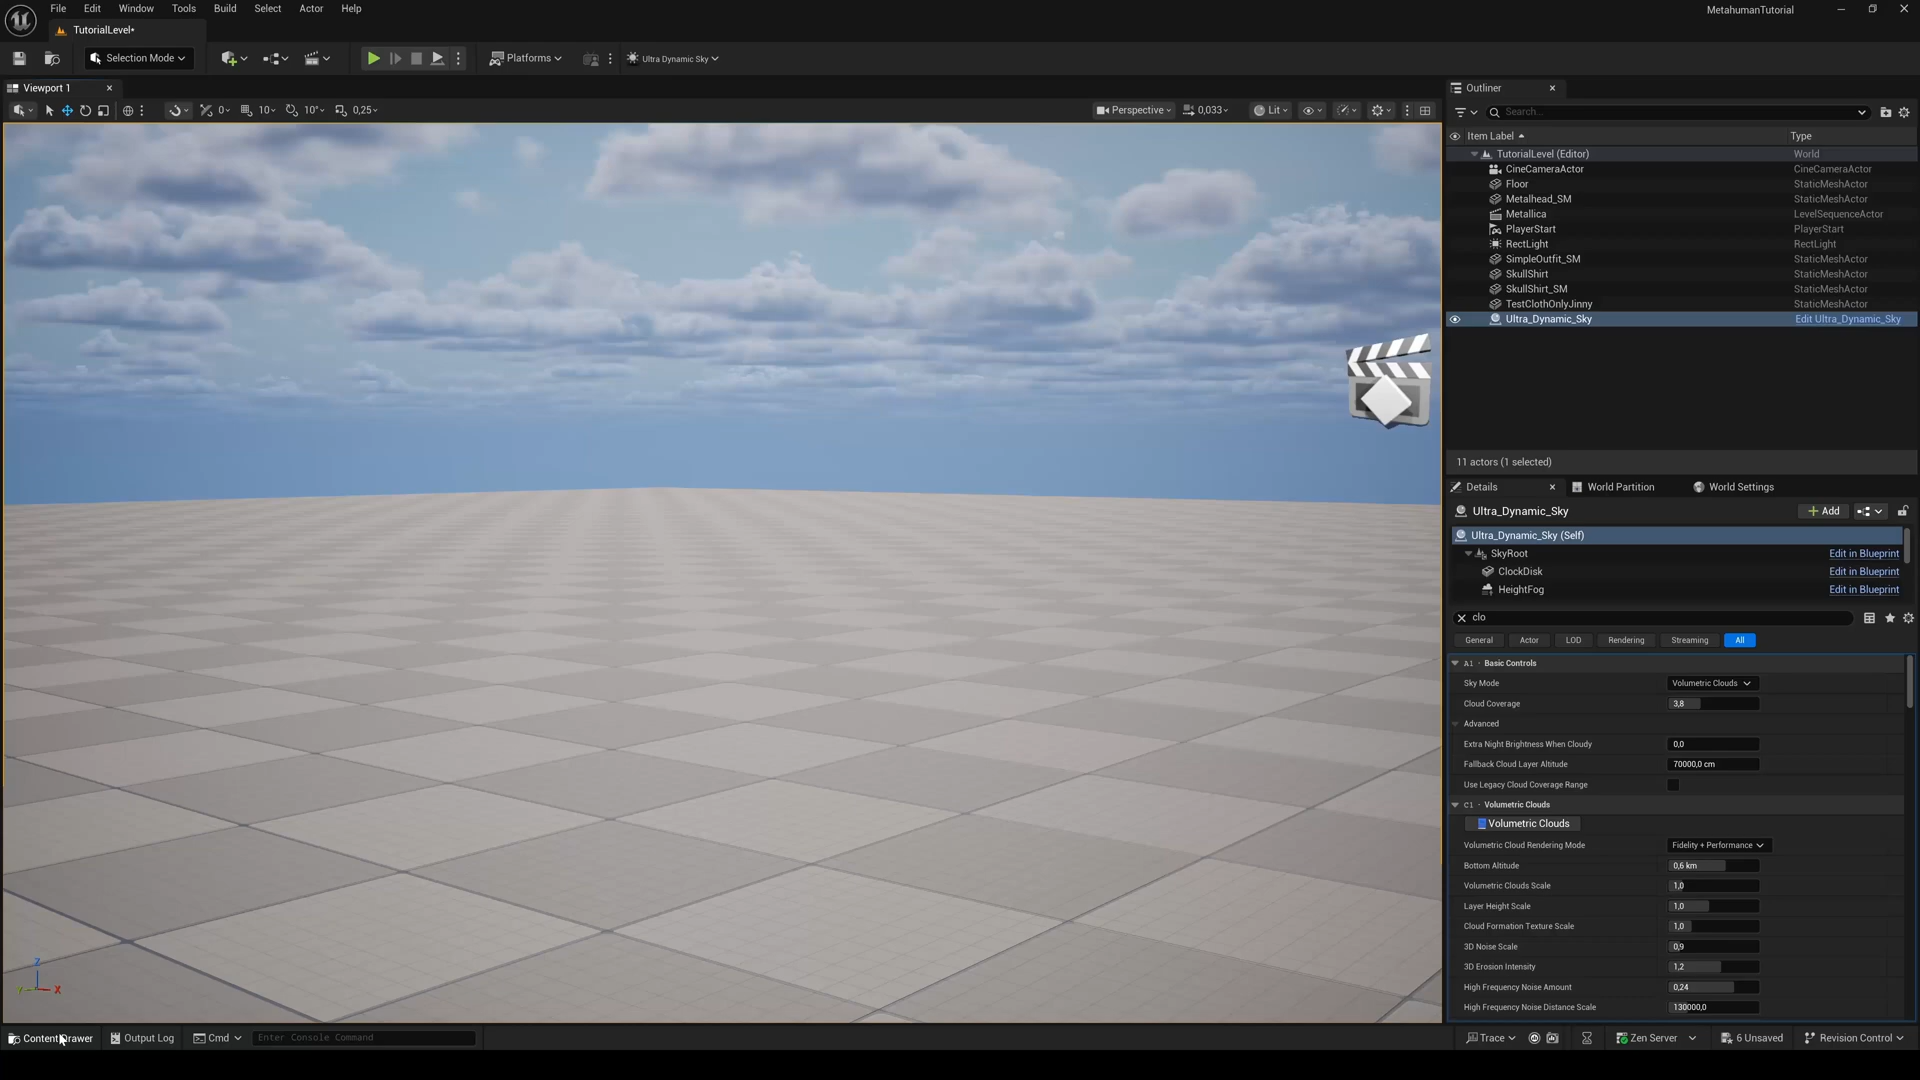 File Edit Window Tools Build Select Actor Help
MetahumanTutorial
TutorialLevel*
Selection Mode
Platforms
Ultra Dynamic Sky
Viewport 1
0 10 10° 0,25
Perspective 0,033 Lit
Outliner
Search...
Item Label Type
TutorialLevel (Editor) World
CineCameraActor CineCameraActor
Floor StaticMeshActor
Metalhead_SM StaticMeshActor
Metallica LevelSequenceActor
PlayerStart PlayerStart
RectLight RectLight
SimpleOutfit_SM StaticMeshActor
SkullShirt StaticMeshActor
SkullShirt_SM StaticMeshActor
TestClothOnlyJinny StaticMeshActor
Ultra_Dynamic_Sky Edit Ultra_Dynamic_Sky
11 actors (1 selected)
Details World Partition World Settings
Ultra_Dynamic_Sky Add
Ultra_Dynamic_Sky (Self)
SkyRoot Edit in Blueprint
ClockDisk Edit in Blueprint
HeightFog Edit in Blueprint
clo
General Actor LOD Rendering Streaming All
A1 · Basic Controls
Sky Mode Volumetric Clouds
Cloud Coverage 3,8
Advanced
Extra Night Brightness When Cloudy 0,0
Fallback Cloud Layer Altitude 70000,0 cm
Use Legacy Cloud Coverage Range
C1 · Volumetric Clouds
Volumetric Clouds
Volumetric Cloud Rendering Mode Fidelity + Performance
Bottom Altitude 0,6 km
Volumetric Clouds Scale 1,0
Layer Height Scale 1,0
Cloud Formation Texture Scale 1,0
3D Noise Scale 0,9
3D Erosion Intensity 1,2
High Frequency Noise Amount 0,24
High Frequency Noise Distance Scale 130000,0
Z
X
Content Drawer Output Log Cmd Enter Console Command
Trace Zen Server 6 Unsaved Revision Control